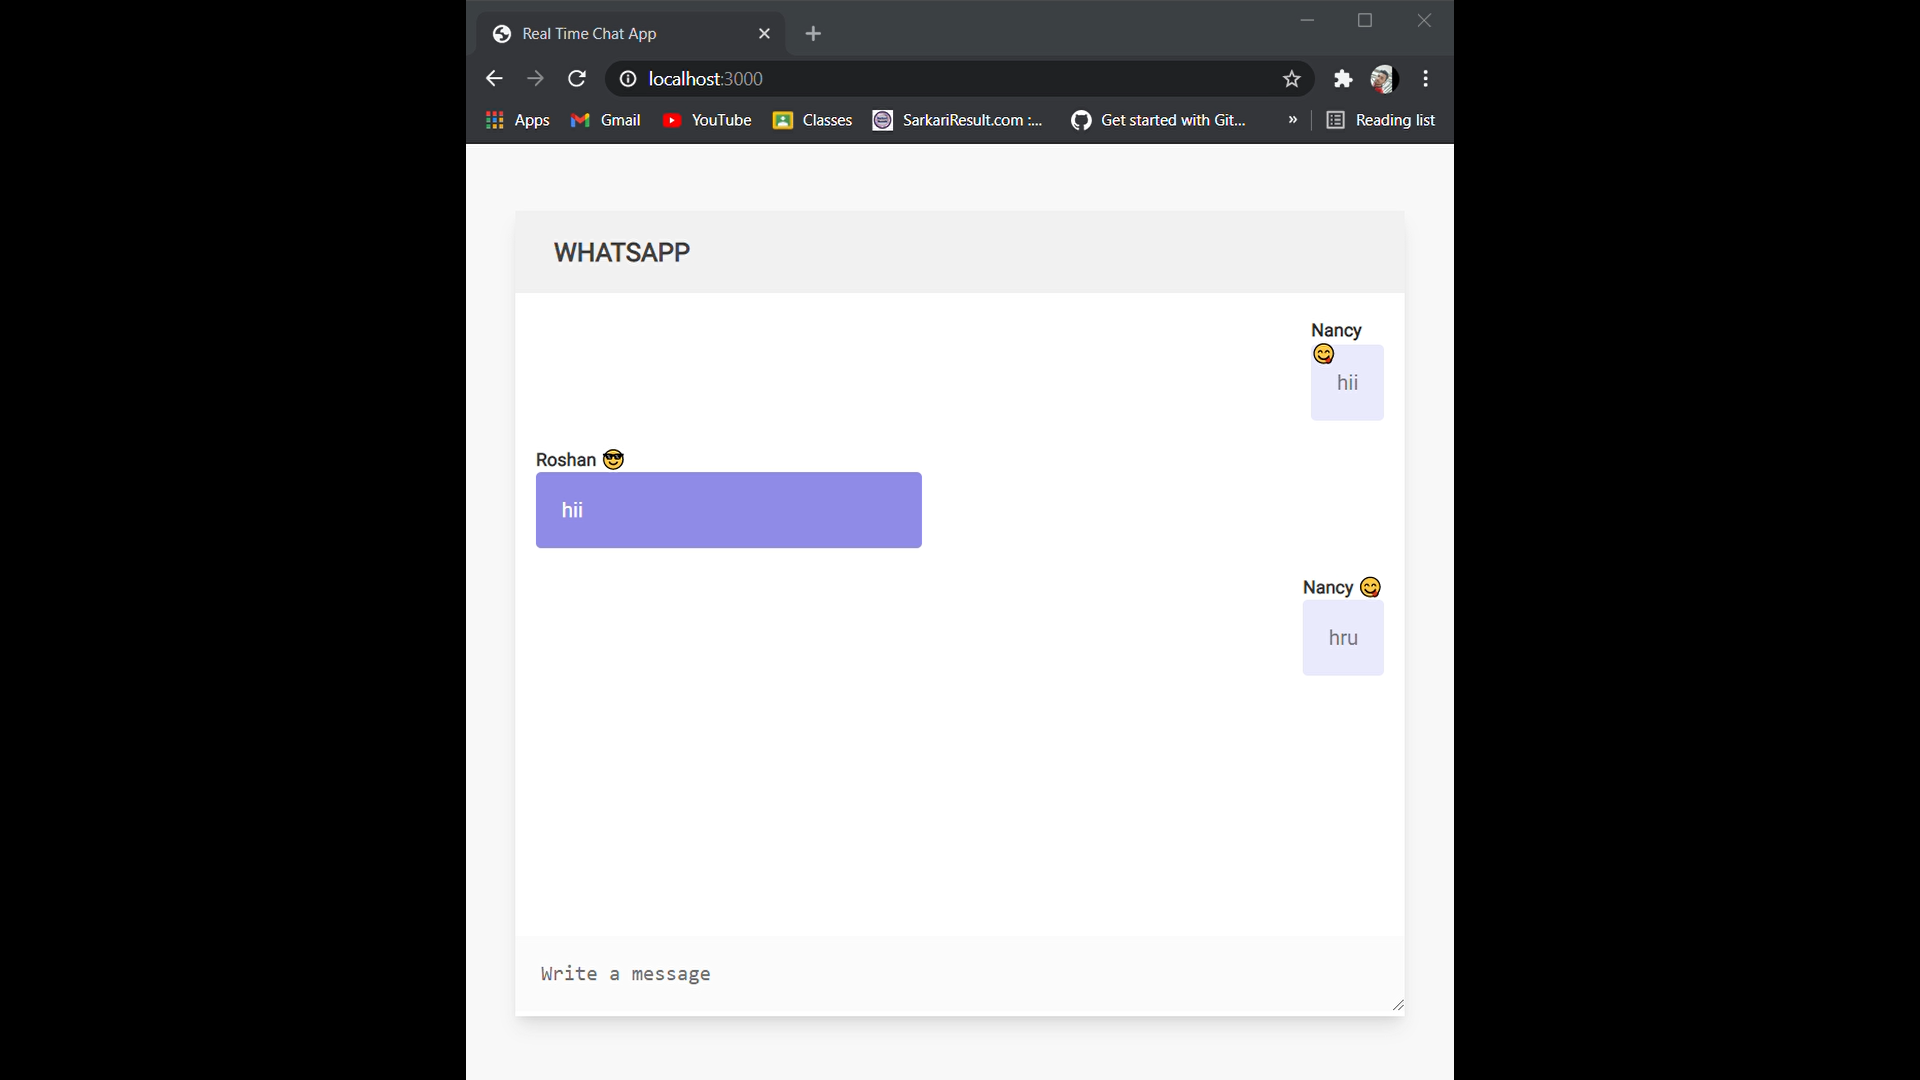 Real Time Chat App
localhost:3000
Apps Gmail YouTube Classes SarkariResult.com :... Get started with Git... » Reading list
WHATSAPP
Nancy 😋
hii
Roshan 😎
hii
Nancy 😋
hru
Write a message